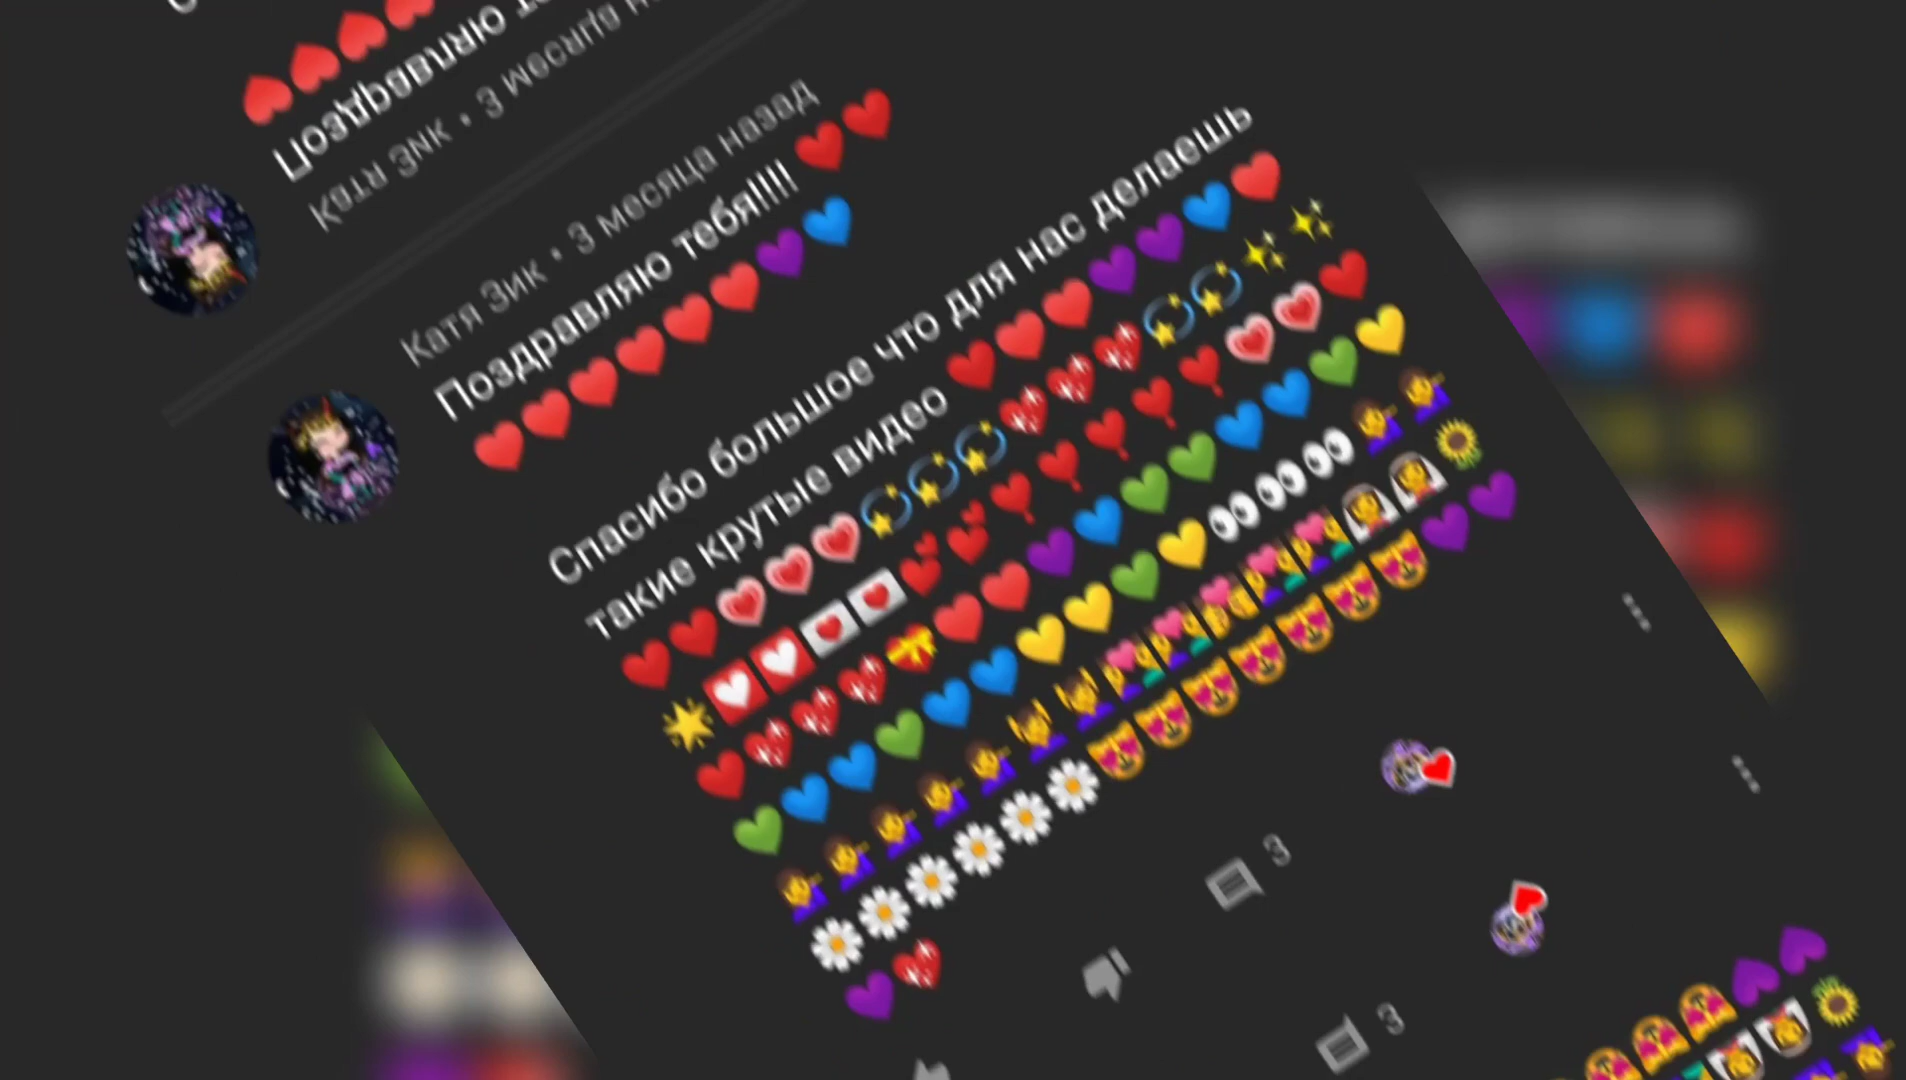 Поздравляю
Катя Зик • 3 месяца
Катя Зик • 3 месяца назад
Поздравляю тебя!!!! ❤️❤️
❤️❤️❤️❤️❤️❤️💜💙
Спасибо большое что для нас делаешь
такие крутые видео ❤️❤️❤️💜💜💙❤️
❤️❤️💗💗💗💫💫💫💖💖💖💫💫✨✨
🌟💟💟💌💌💕💕❣️❣️❣️❣️❣️💗💗❤️
❤️💖💖💖💝❤️❤️💜💙💚💚💙💙💚💛
💚💙💙💚💙💙💛💛💚💛👀👀👀💁‍♀️💁‍♀️
💁‍♀️💁‍♀️💁‍♀️💁‍♀️💁‍♀️🙆‍♀️🙆‍♀️💑💑💑💑💑👰👰🌻
🌼🌼🌼🌼🌼🌼😻😻😻😻😻😻😻💜💜
💜💖
3
3